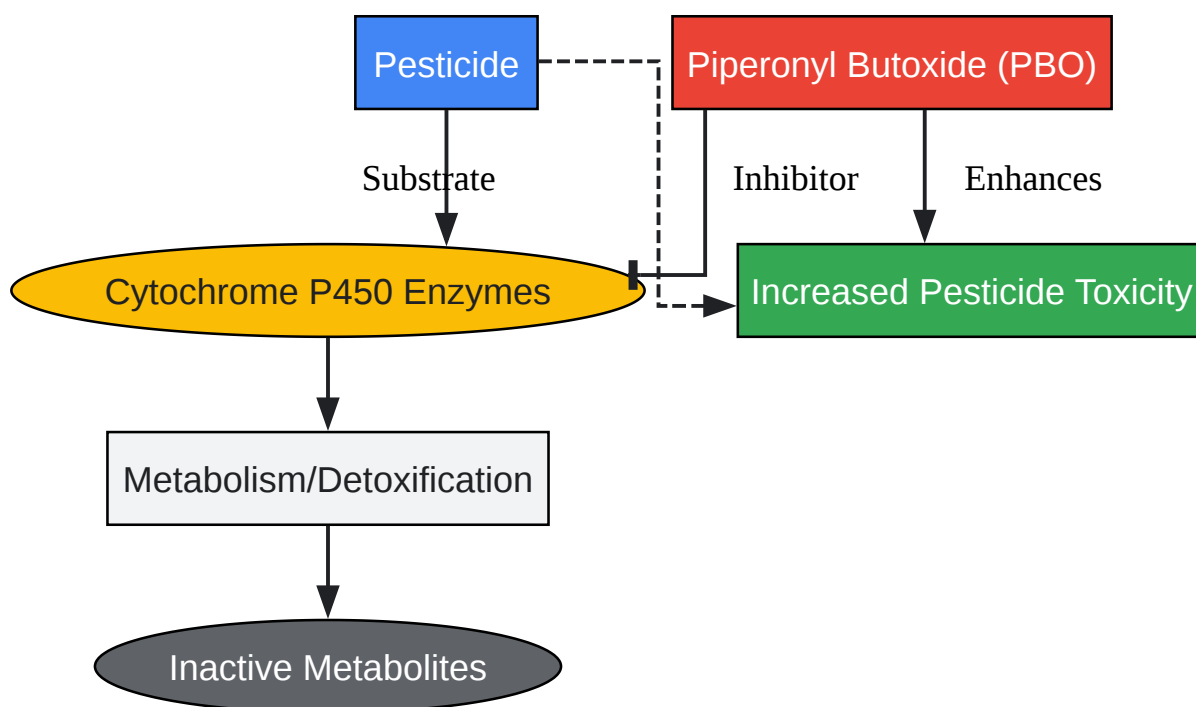 Pesticide
Piperonyl Butoxide (PBO)
Substrate
Inhibitor
Enhances
Cytochrome P450 Enzymes
Increased Pesticide Toxicity
Metabolism/Detoxification
Inactive Metabolites